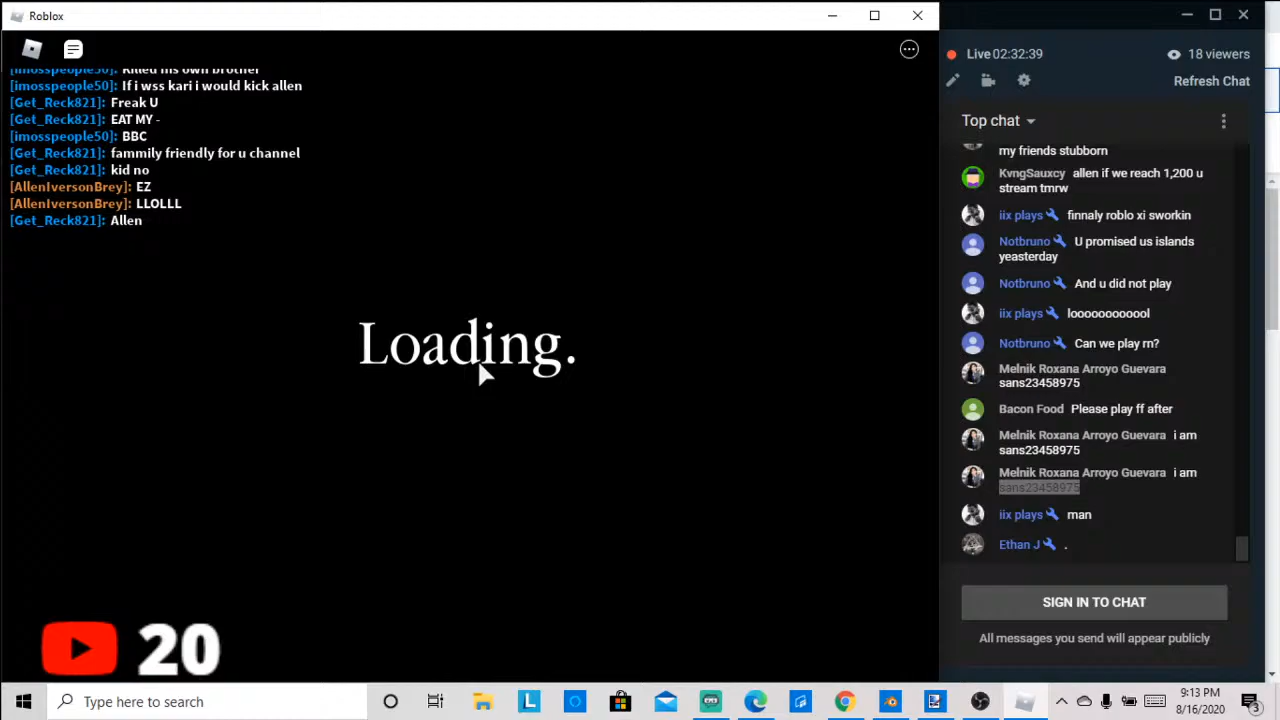 Roblox
[imosspeople50]: Killed his own brother
[imosspeople50]: If i wss kari i would kick allen
[Get_Reck821]: Freak U
[Get_Reck821]: EAT MY -
[imosspeople50]: BBC
[Get_Reck821]: fammily friendly for u channel
[Get_Reck821]: kid no
[AllenIversonBrey]: EZ
[AllenIversonBrey]: LLOLLL
[Get_Reck821]: Allen
Loading.
20
Live 02:32:39
18 viewers
Refresh Chat
Top chat
my friends stubborn
KvngSauxcy allen if we reach 1,200 u
stream tmrw
iix plays finnaly roblo xi sworkin
Notbruno U promised us islands
yeasterday
Notbruno And u did not play
iix plays looooooooool
Notbruno Can we play rn?
Melnik Roxana Arroyo Guevara
sans23458975
Bacon Food Please play ff after
Melnik Roxana Arroyo Guevara i am
sans23458975
Melnik Roxana Arroyo Guevara i am
sans23458975
iix plays man
Ethan J .
SIGN IN TO CHAT
All messages you send will appear publicly
Type here to search
L
9:13 PM
8/16/2020
3